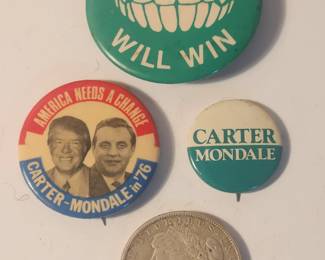 WILL WIN
AMERICA NEEDS A CHANGE
CARTER-MONDALE in '76
CARTER
MONDALE